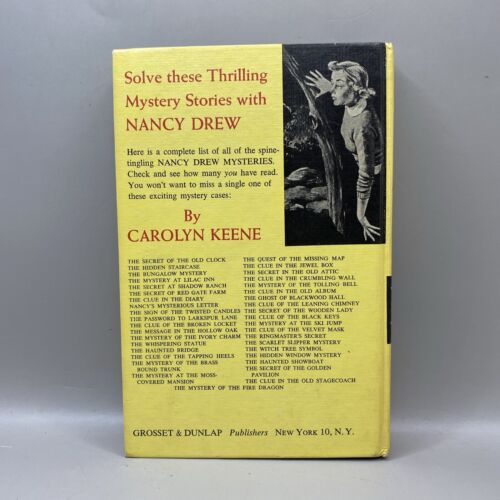 Solve these Thrilling
Mystery Stories with
NANCY DREW
Here is a complete list of all of the spine-
tingling NANCY DREW MYSTERIES.
Check and see how many you have read.
You won't want to miss a single one of
these exciting mystery cases:
By
CAROLYN KEENE
THE SECRET OF THE OLD CLOCK
THE HIDDEN STAIRCASE
THE BUNGALOW MYSTERY
THE MYSTERY AT LILAC INN
THE SECRET AT SHADOW RANCH
THE SECRET OF RED GATE FARM
THE CLUE IN THE DIARY
NANCY'S MYSTERIOUS LETTER
THE SIGN OF THE TWISTED CANDLES
THE PASSWORD TO LARKSPUR LANE
THE CLUE OF THE BROKEN LOCKET
THE MESSAGE IN THE HOLLOW OAK
THE MYSTERY OF THE IVORY CHARM
THE WHISPERING STATUE
THE HAUNTED BRIDGE
THE CLUE OF THE TAPPING HEELS
THE MYSTERY OF THE BRASS
BOUND TRUNK
THE MYSTERY AT THE MOSS-
COVERED MANSION
THE QUEST OF THE MISSING MAP
THE CLUE IN THE JEWEL BOX
THE SECRET IN THE OLD ATTIC
THE CLUE IN THE CRUMBLING WALL
THE MYSTERY OF THE TOLLING BELL
THE CLUE IN THE OLD ALBUM
THE GHOST OF BLACKWOOD HALL
THE CLUE OF THE LEANING CHIMNEY
THE SECRET OF THE WOODEN LADY
THE CLUE OF THE BLACK KEYS
THE MYSTERY AT THE SKI JUMP
THE CLUE OF THE VELVET MASK
THE RINGMASTER'S SECRET
THE SCARLET SLIPPER MYSTERY
THE WITCH TREE SYMBOL
THE HIDDEN WINDOW MYSTERY
THE HAUNTED SHOWBOAT
THE SECRET OF THE GOLDEN
PAVILION
THE CLUE IN THE OLD STAGECOACH
THE MYSTERY OF THE FIRE DRAGON
GROSSET & DUNLAP Publishers NEW YORK 10, N. Y.